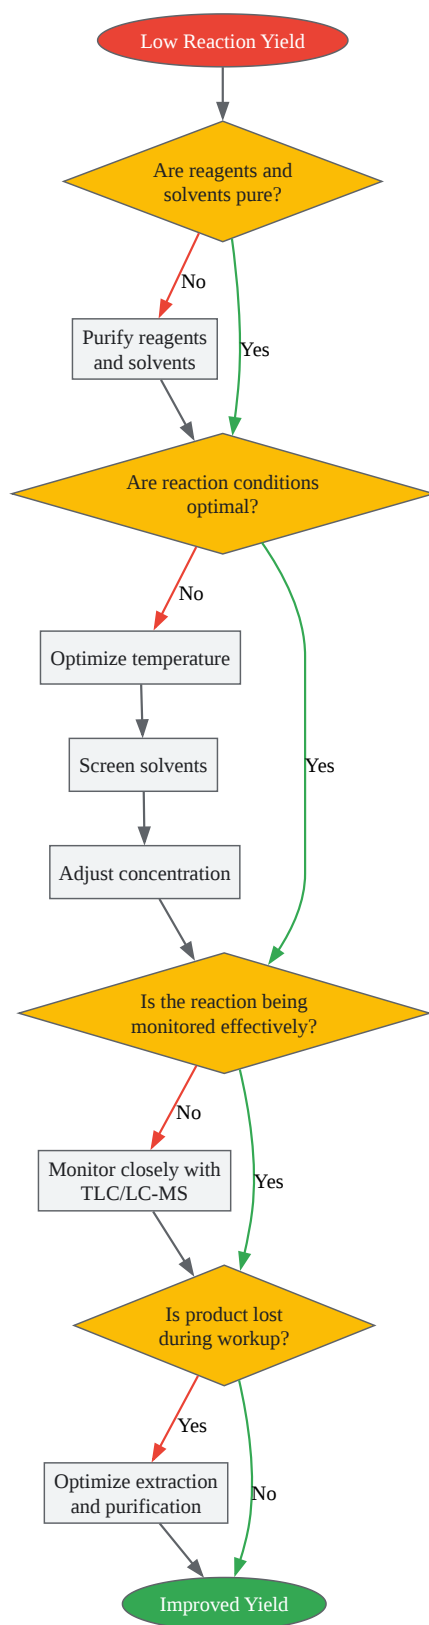 Low Reaction Yield
Are reagents and
solvents pure?
No
Purify reagents
and solvents
Yes
Are reaction conditions
optimal?
No
Optimize temperature
Screen solvents
Yes
Adjust concentration
Is the reaction being
monitored effectively?
No
Monitor closely with
TLC/LC-MS
Yes
Is product lost
during workup?
Yes
Optimize extraction
and purification
No
Improved Yield